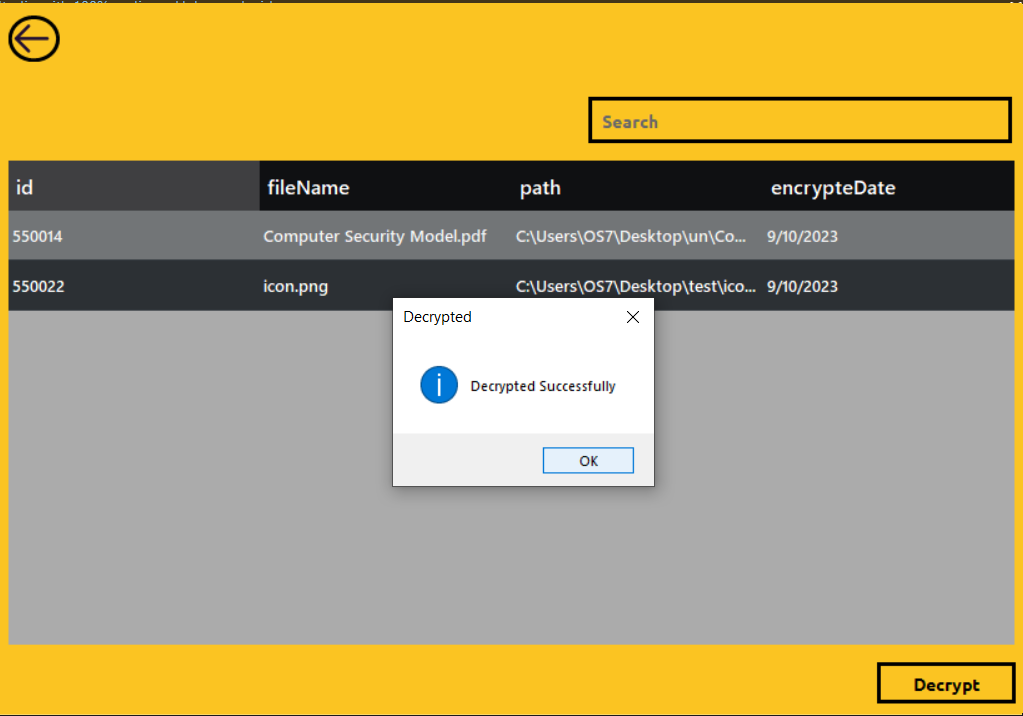 Search
id fileName path encrypteDate
550014 Computer Security Model.pdf C:\Users\OS7\Desktop\un\Co... 9/10/2023
550022 icon.png C:\Users\OS7\Desktop\test\ico... 9/10/2023
Decrypted
Decrypted Successfully
OK
Decrypt